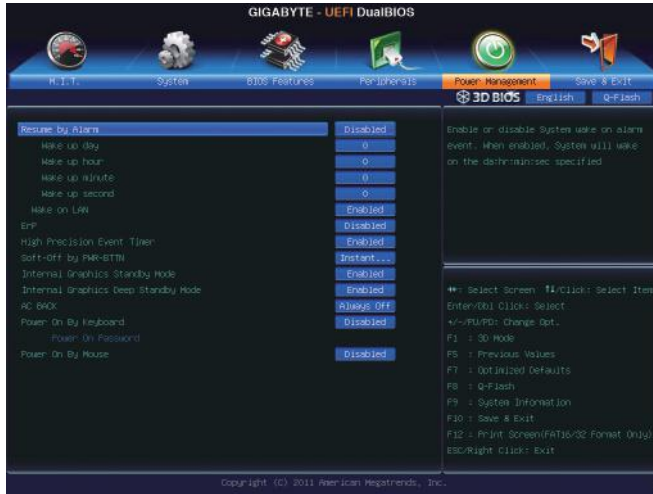 GIGABYTE - UEFI DualBIOS
M.I.T.
System
BIOS Features
Peripherals
Power Management
Save & Exit
3D BIOS
English
Q-Flash
Resume by Alarm Disabled
Wake up day 0
Wake up hour 0
Wake up minute 0
Wake up second 0
Wake on LAN Enabled
ErP Disabled
High Precision Event Timer Enabled
Soft-Off by PWR-BTTN Instant...
Internal Graphics Standby Mode Enabled
Internal Graphics Deep Standby Mode Enabled
AC BACK Always Off
Power On By Keyboard Disabled
Power On Password
Power On By Mouse Disabled
Enable or disable System wake on alarm
event. When enabled, System will wake
on the da:hr:min:sec specified
↔: Select Screen ↑↓/Click: Select Item
Enter/Dbl Click: Select
+/-/PU/PD: Change Opt.
F1 : 3D Mode
F5 : Previous Values
F7 : Optimized Defaults
F8 : Q-Flash
F9 : System Information
F10 : Save & Exit
F12 : Print Screen(FAT16/32 Format Only)
ESC/Right Click: Exit
Copyright (C) 2011 American Megatrends, Inc.